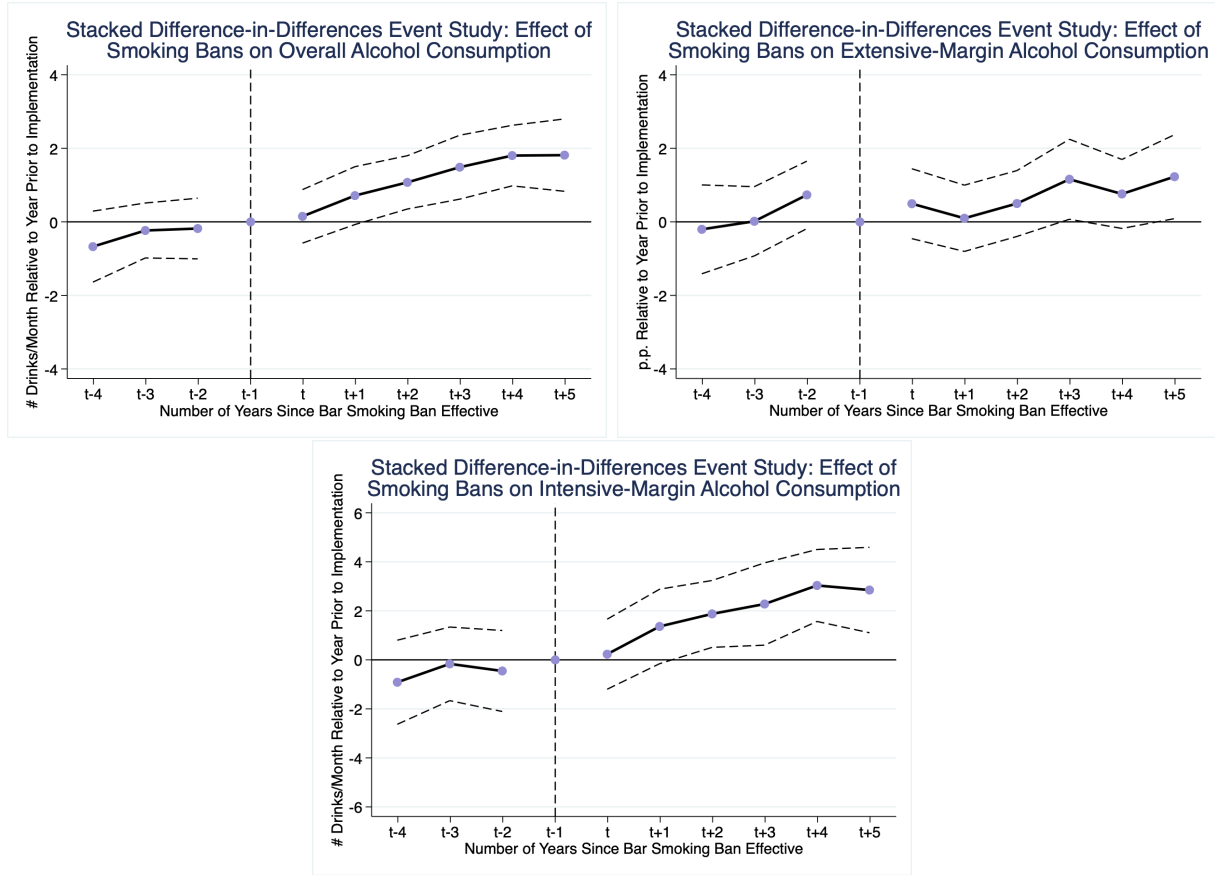 Stacked Difference-in-Differences Event Study: Effect of
Smoking Bans on Overall Alcohol Consumption
# Drinks/Month Relative to Year Prior to Implementation
4
2
0
-2
-4
t-4 t-3 t-2 t-1 t t+1 t+2 t+3 t+4 t+5
Number of Years Since Bar Smoking Ban Effective
Stacked Difference-in-Differences Event Study: Effect of
Smoking Bans on Extensive-Margin Alcohol Consumption
p.p. Relative to Year Prior to Implementation
4
2
0
-2
-4
t-4 t-3 t-2 t-1 t t+1 t+2 t+3 t+4 t+5
Number of Years Since Bar Smoking Ban Effective
Stacked Difference-in-Differences Event Study: Effect of
Smoking Bans on Intensive-Margin Alcohol Consumption
# Drinks/Month Relative to Year Prior to Implementation
6
4
2
0
-2
-4
-6
t-4 t-3 t-2 t-1 t t+1 t+2 t+3 t+4 t+5
Number of Years Since Bar Smoking Ban Effective